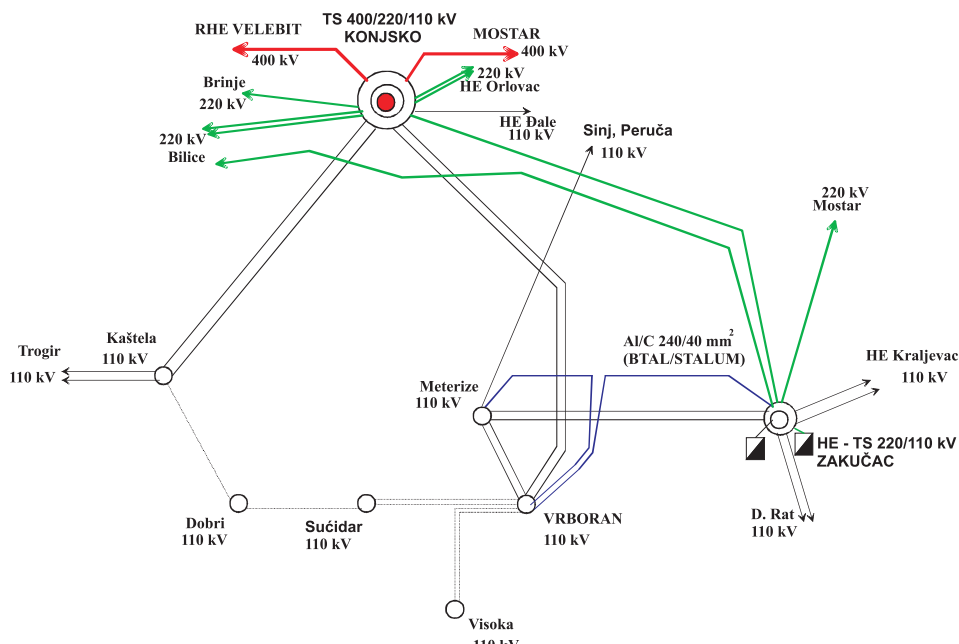 TS 400/220/110 kV
KONJSKO
RHE VELEBIT
400 kV
MOSTAR
400 kV
220 kV
HE Orlovac
Brinje
220 kV
HE Đale
110 kV
220 kV
Bilice
Sinj, Peruča
110 kV
220 kV
Mostar
Al/C 240/40 mm²
(BTAL/STALUM)
Trogir
110 kV
Kaštela
110 kV
Meterize
110 kV
HE Kraljevac
110 kV
HE - TS 220/110 kV
ZAKUČAC
Dobri
110 kV
Sućidar
110 kV
VRBORAN
110 kV
D. Rat
110 kV
Visoka
110 kV